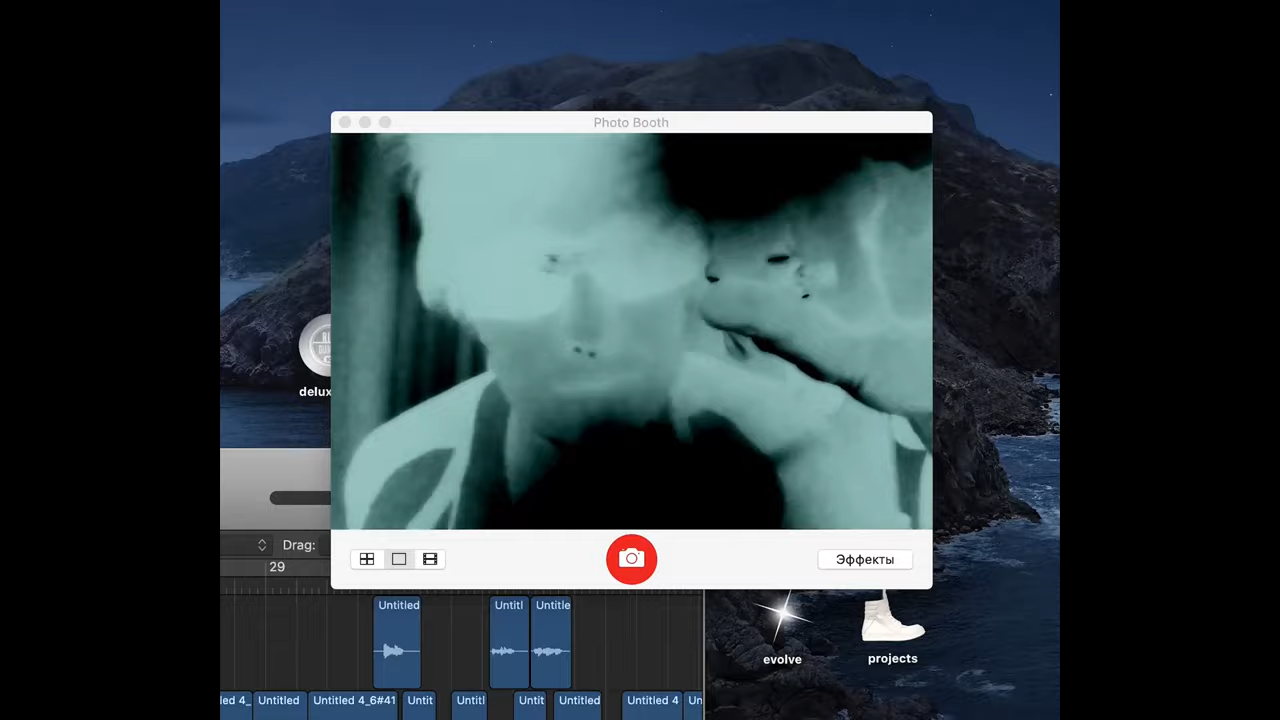 Photo Booth
delux
Drag:
29
Эффекты
Untitled
Untitl
Untitle
evolve
projects
led 4_
Untitled
Untitled 4_6#41
Untit
Untitl
Untit
Untitled
Untitled 4
Un